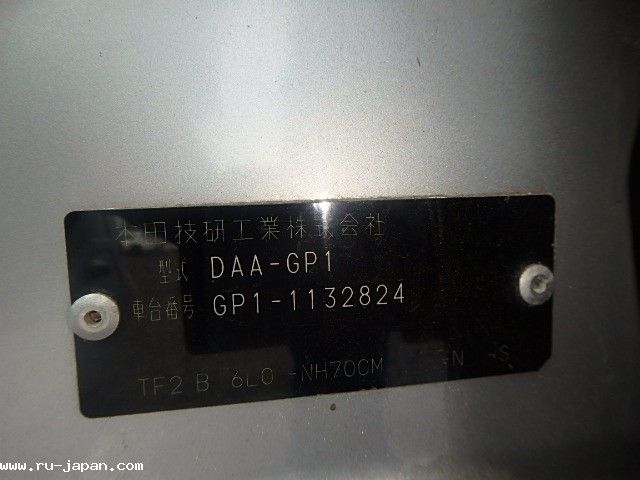 本田技研工業株式会社
型式 DAA-GP1
車台番号 GP1-1132824
TF2 B 6L0 -NH700M -N -S
www.ru-japan.com